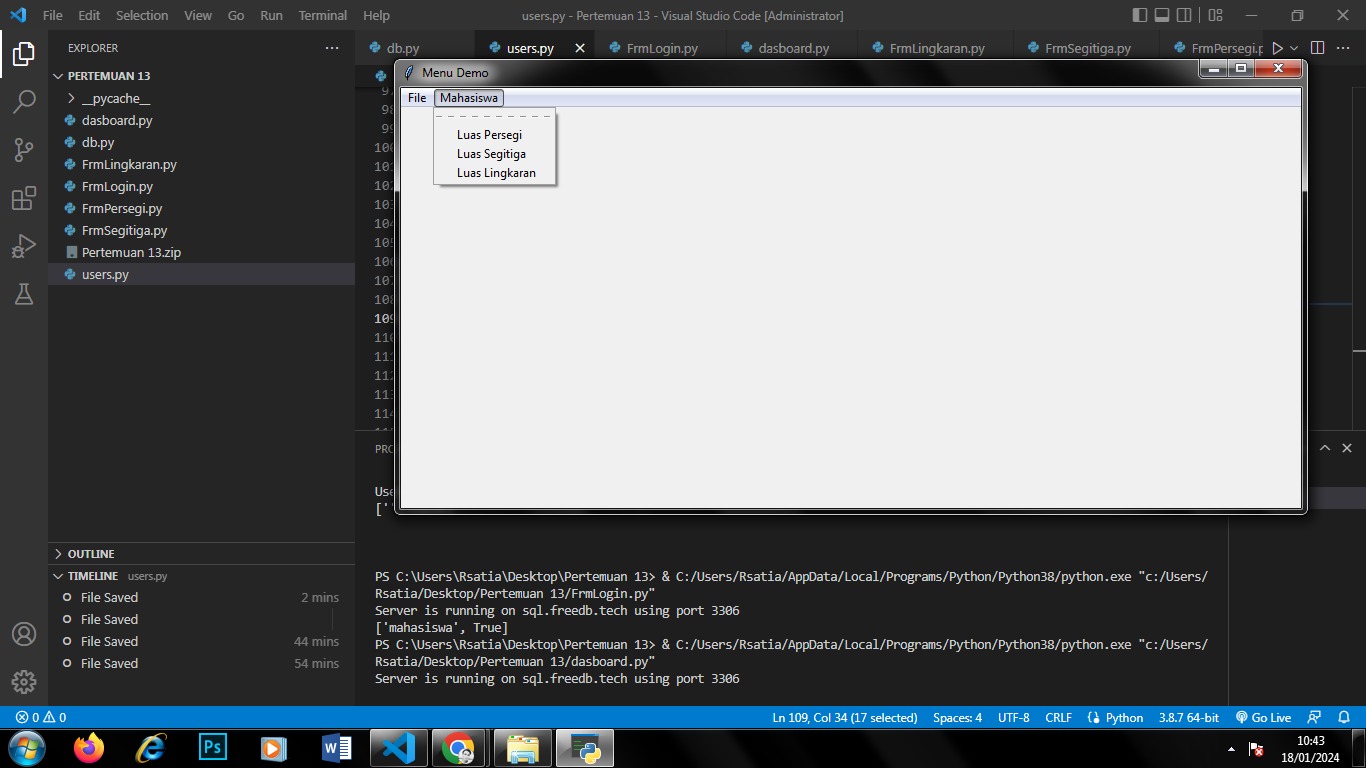 File Edit Selection View Go Run Terminal Help
users.py - Pertemuan 13 - Visual Studio Code [Administrator]
EXPLORER
PERTEMUAN 13
__pycache__
dasboard.py
db.py
FrmLingkaran.py
FrmLogin.py
FrmPersegi.py
FrmSegitiga.py
Pertemuan 13.zip
users.py
OUTLINE
TIMELINE users.py
File Saved 2 mins
File Saved
File Saved 44 mins
File Saved 54 mins
db.py users.py FrmLogin.py dasboard.py FrmLingkaran.py FrmSegitiga.py FrmPersegi.p
Menu Demo
File Mahasiswa
Luas Persegi
Luas Segitiga
Luas Lingkaran
98
99
100
101
102
103
104
105
106
107
108
109
110
111
112
113
114
PRO
Use
['
PS C:\Users\Rsatia\Desktop\Pertemuan 13> & C:/Users/Rsatia/AppData/Local/Programs/Python/Python38/python.exe "c:/Users/
Rsatia/Desktop/Pertemuan 13/FrmLogin.py"
Server is running on sql.freedb.tech using port 3306
['mahasiswa', True]
PS C:\Users\Rsatia\Desktop\Pertemuan 13> & C:/Users/Rsatia/AppData/Local/Programs/Python/Python38/python.exe "c:/Users/
Rsatia/Desktop/Pertemuan 13/dasboard.py"
Server is running on sql.freedb.tech using port 3306
0 0
Ln 109, Col 34 (17 selected) Spaces: 4 UTF-8 CRLF Python 3.8.7 64-bit Go Live
Ps
W
10:43
18/01/2024